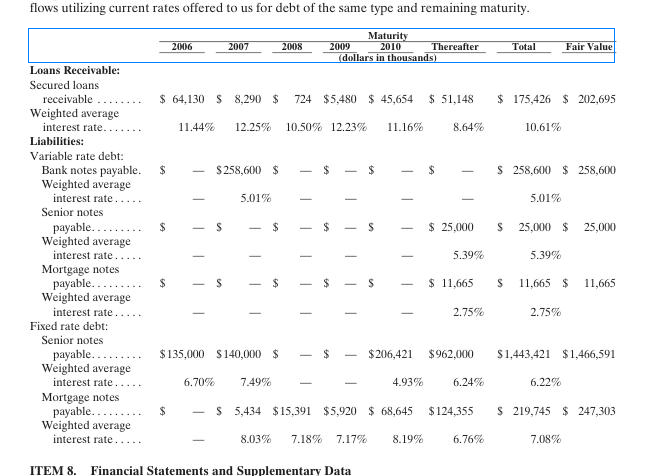 flows utilizing current rates offered to us for debt of the same type and remaining maturity.
Maturity
2006 2007 2008 2009 2010 Thereafter Total Fair Value
(dollars in thousands)
Loans Receivable:
Secured loans
receivable ........ $ 64,130 $ 8,290 $ 724 $5,480 $ 45,654 $ 51,148 $ 175,426 $ 202,695
Weighted average
interest rate....... 11.44% 12.25% 10.50% 12.23% 11.16% 8.64% 10.61%
Liabilities:
Variable rate debt:
Bank notes payable. $ — $258,600 $ — $ — $ — $ — $ 258,600 $ 258,600
Weighted average
interest rate..... — 5.01% — — — — 5.01%
Senior notes
payable......... $ — $ — $ — $ — $ — $ 25,000 $ 25,000 $ 25,000
Weighted average
interest rate..... — — — — — 5.39% 5.39%
Mortgage notes
payable......... $ — $ — $ — $ — $ — $ 11,665 $ 11,665 $ 11,665
Weighted average
interest rate..... — — — — — 2.75% 2.75%
Fixed rate debt:
Senior notes
payable......... $135,000 $140,000 $ — $ — $206,421 $962,000 $1,443,421 $1,466,591
Weighted average
interest rate..... 6.70% 7.49% — — 4.93% 6.24% 6.22%
Mortgage notes
payable......... $ — $ 5,434 $15,391 $5,920 $ 68,645 $124,355 $ 219,745 $ 247,303
Weighted average
interest rate..... — 8.03% 7.18% 7.17% 8.19% 6.76% 7.08%
ITEM 8. Financial Statements and Supplementary Data